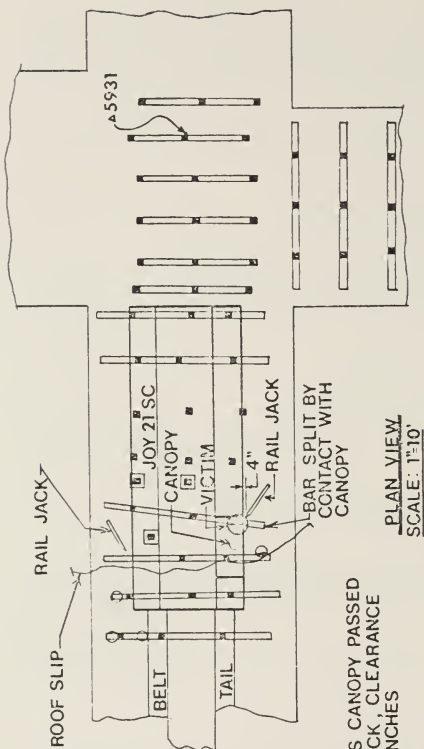 ROOF SLIP
RAIL JACK
△5931
JOY 21 SC
CANOPY
VICTIM
4"
RAIL JACK
BELT
TAIL
BAR SPLIT BY
CONTACT WITH
CANOPY
PLAN VIEW
SCALE: 1"=10'
S CANOPY PASSED
CK, CLEARANCE
NCHES